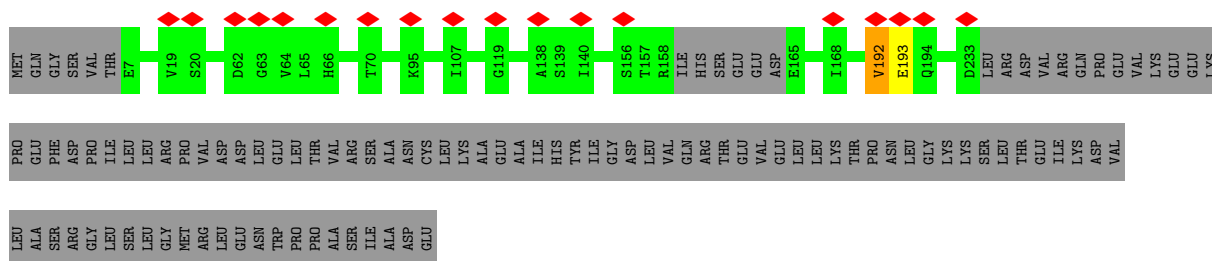 MET GLN GLY SER VAL THR E7 V19 S20 D62 G63 V64 L65 H66 T70 K95 I107 G119 A138 S139 I140 S156 T157 R158 ILE HIS SER GLU GLU ASP E165 I168 V192 E193 Q194 D233 LEU ARG ASP VAL ARG GLN PRO GLU VAL LYS GLU GLU LYS
PRO GLU PHE ASP PRO ILE LEU LEU ARG PRO VAL ASP ASP LEU GLU LEU THR VAL ARG SER ALA ASN CYS LEU LYS ALA GLU ALA ILE HIS TYR ILE GLY ASP LEU VAL GLN ARG THR GLU VAL GLU LEU LEU LYS THR PRO ASN LEU GLY LYS LYS SER LEU THR GLU ILE LYS ASP VAL
LEU ALA SER ARG GLY LEU SER LEU GLY MET ARG LEU GLU ASN TRP PRO PRO ALA SER ILE ALA ASP GLU